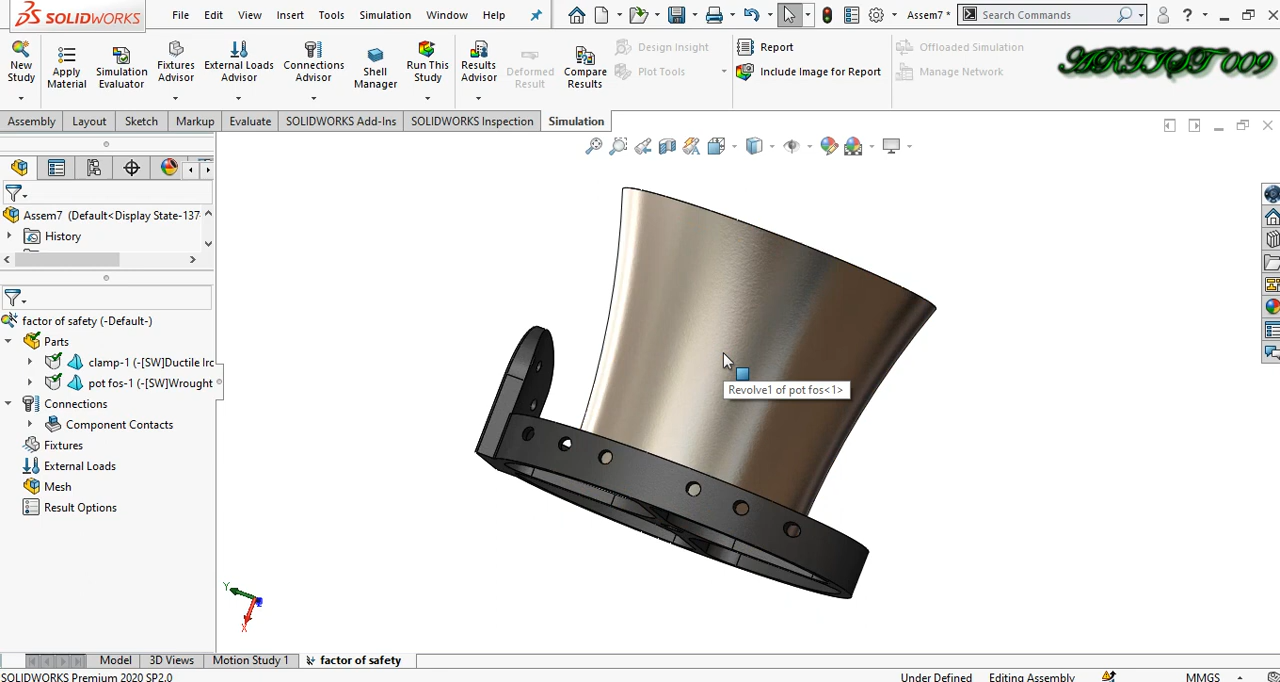 SOLIDWORKS
File Edit View Insert Tools Simulation Window Help
Assem7 *
Search Commands
?
New Study
Apply Material
Simulation Evaluator
Fixtures Advisor
External Loads Advisor
Connections Advisor
Shell Manager
Run This Study
Results Advisor
Deformed Result
Compare Results
Design Insight
Plot Tools
Report
Include Image for Report
Offloaded Simulation
Manage Network
ARTIST 009
Assembly Layout Sketch Markup Evaluate SOLIDWORKS Add-Ins SOLIDWORKS Inspection Simulation
Assem7 (Default<Display State-137
History
factor of safety (-Default-)
Parts
clamp-1 (-[SW]Ductile Irc
pot fos-1 (-[SW]Wrought
Connections
Component Contacts
Fixtures
External Loads
Mesh
Result Options
Revolve1 of pot fos<1>
Y
X
Model 3D Views Motion Study 1 factor of safety
SOLIDWORKS Premium 2020 SP2.0
Under Defined Editing Assembly MMGS